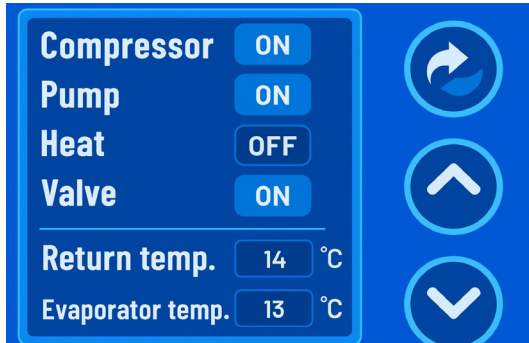 Compressor ON
Pump ON
Heat OFF
Valve ON
Return temp. 14 °C
Evaporator temp. 13 °C